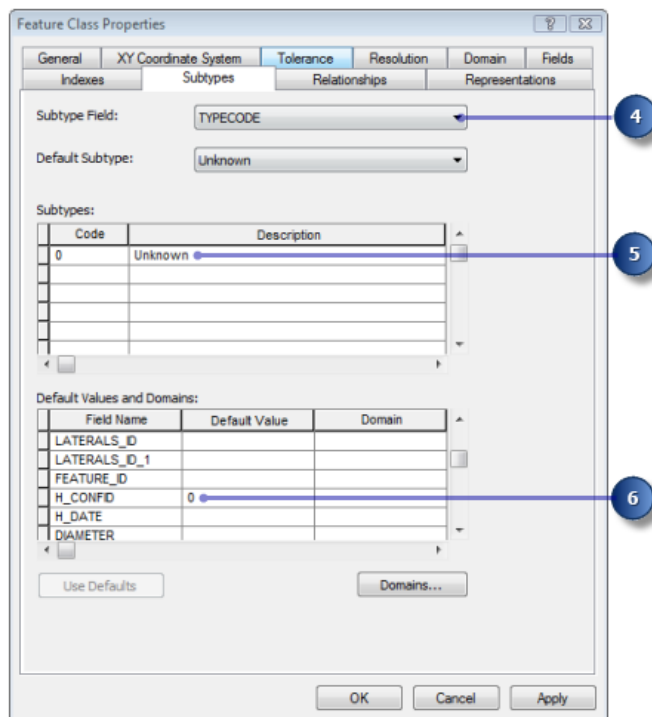 Feature Class Properties
General XY Coordinate System Tolerance Resolution Domain Fields
Indexes Subtypes Relationships Representations
Subtype Field: TYPECODE 4
Default Subtype: Unknown
Subtypes:
Code Description
0 Unknown 5
Default Values and Domains:
Field Name Default Value Domain
LATERALS_ID
LATERALS_ID_1
FEATURE_ID
H_CONFID 0 6
H_DATE
DIAMETER
Use Defaults Domains...
OK Cancel Apply